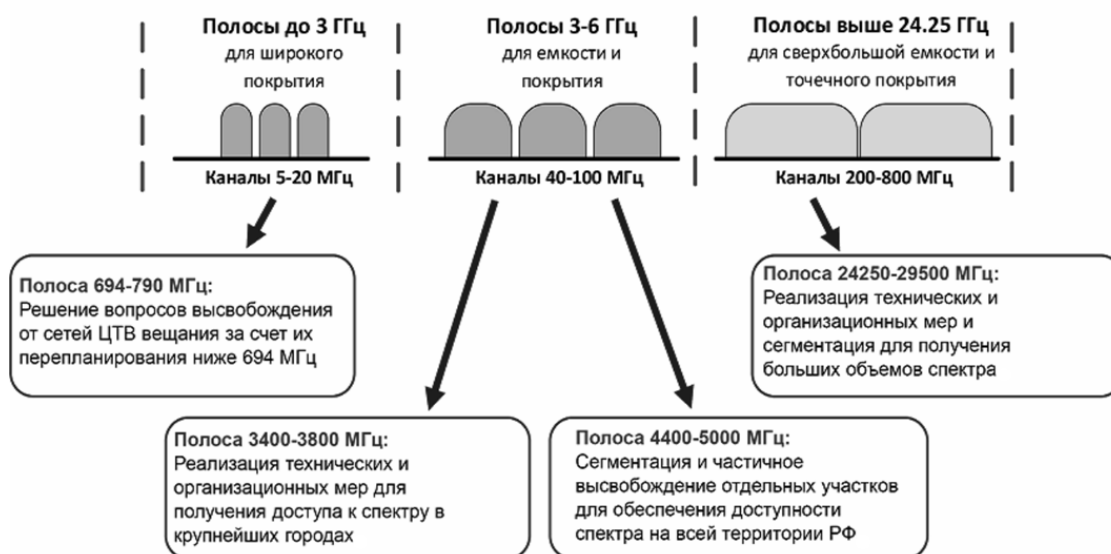 Полосы до 3 ГГц
для широкого
покрытия
Каналы 5-20 МГц
Полосы 3-6 ГГц
для емкости и
покрытия
Каналы 40-100 МГц
Полосы выше 24.25 ГГц
для сверхбольшой емкости и
точечного покрытия
Каналы 200-800 МГц
Полоса 694-790 МГц:
Решение вопросов высвобождения
от сетей ЦТВ вещания за счет их
перепланирования ниже 694 МГц
Полоса 24250-29500 МГц:
Реализация технических и
организационных мер и
сегментация для получения
больших объемов спектра
Полоса 3400-3800 МГц:
Реализация технических и
организационных мер для
получения доступа к спектру в
крупнейших городах
Полоса 4400-5000 МГц:
Сегментация и частичное
высвобождение отдельных участков
для обеспечения доступности
спектра на всей территории РФ